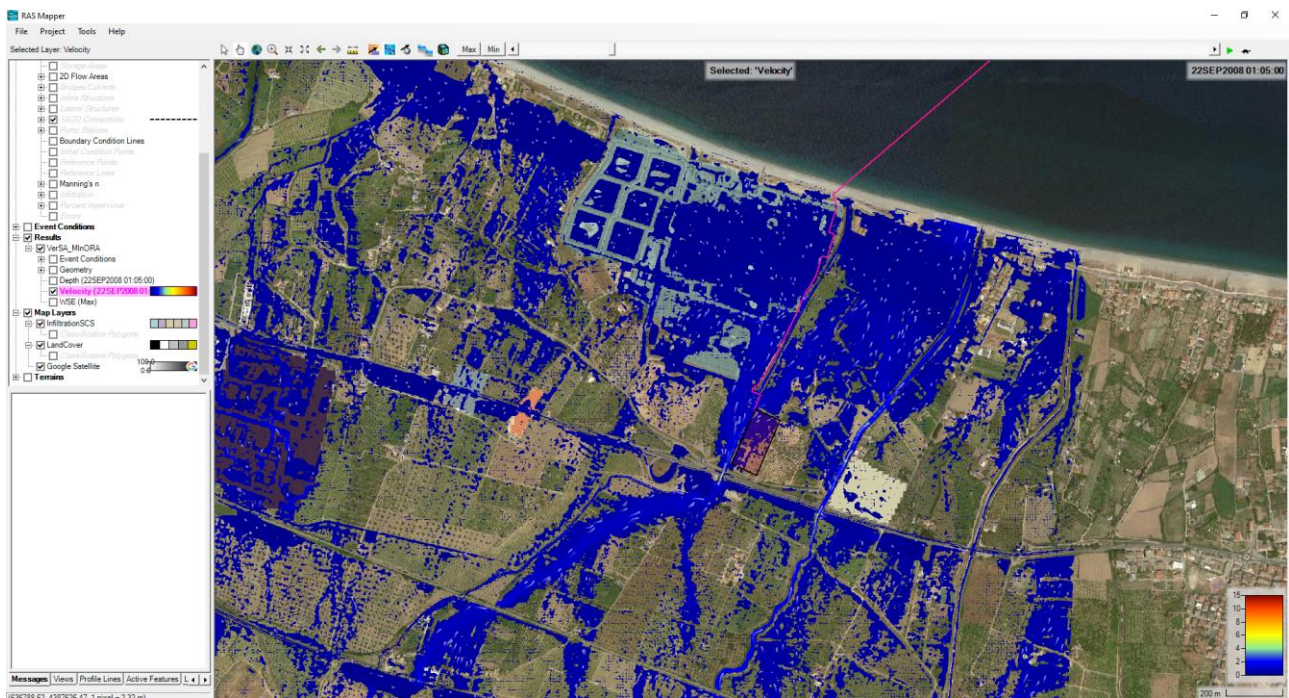 RAS Mapper
File Project Tools Help
Selected Layer: Velocity
Max Min
Storage Areas
2D Flow Areas
Bridges/Culverts
Inline Structures
Lateral Structures
SA/2D Connections
Pump Stations
Boundary Condition Lines
Initial Condition Points
Reference Points
Reference Lines
Manning's n
Infiltration
Percent Impervious
Errors
Event Conditions
Results
VerSA_MInORA
Event Conditions
Geometry
Depth (22SEP2008 01:05:00)
Velocity (22SEP2008 01:
WSE (Max)
Map Layers
InfiltrationSCS
Classification Polygons
LandCover
Classification Polygons
Google Satellite
100.0
0.0
Terrains
Selected: 'Velocity'
22SEP2008 01:05:00
15
10
8
6
4
2
0
200 m
Messages Views Profile Lines Active Features L